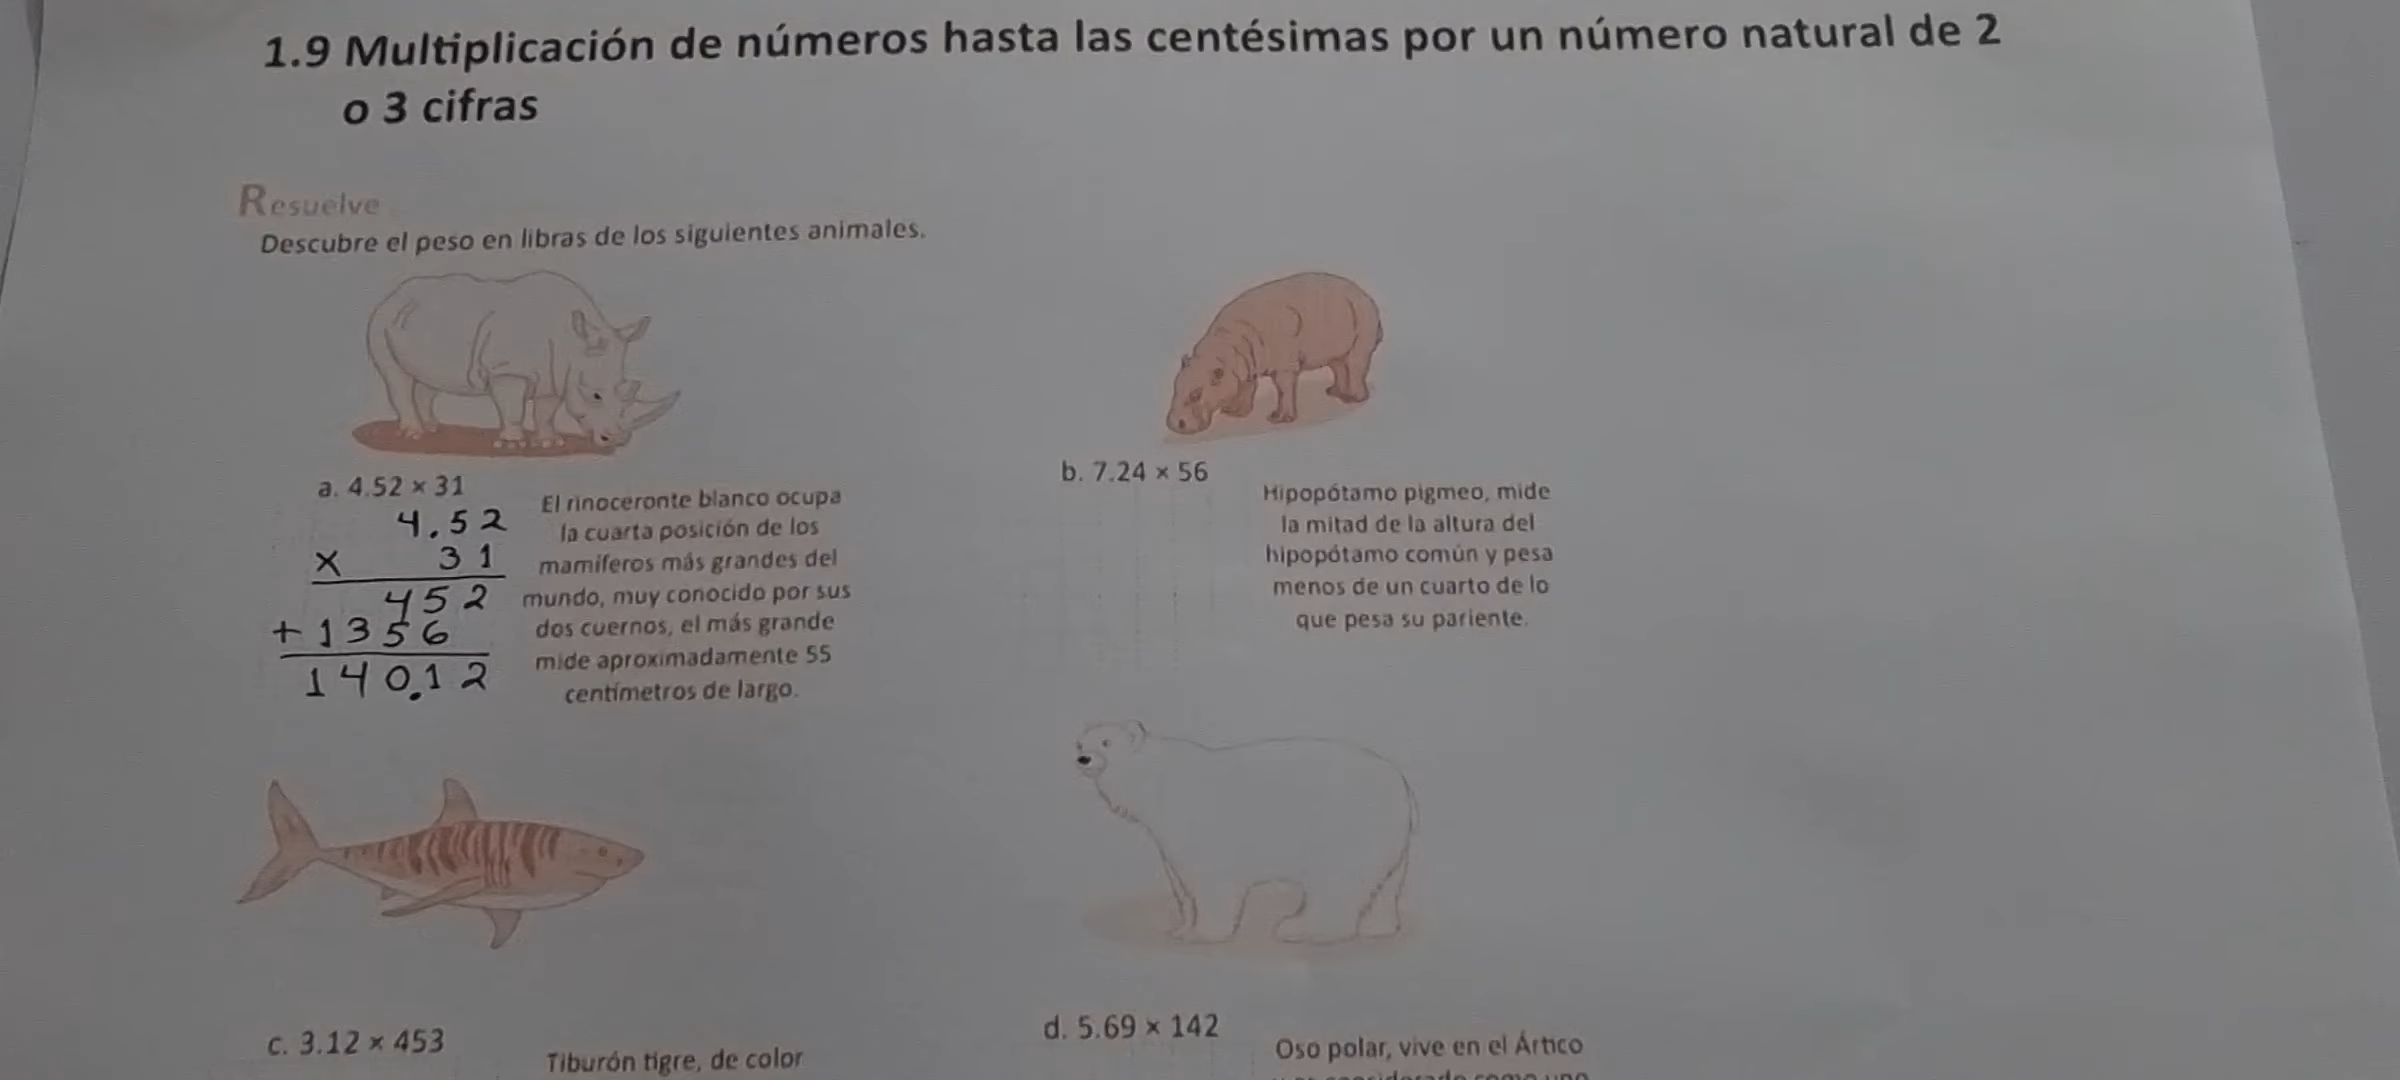 1.9 Multiplicación de números hasta las centésimas por un número natural de 2
o 3 cifras
Resuelve
Descubre el peso en libras de los siguientes animales.
a. 4.52 × 31
4.52
× 31
452
+ 1356
140.12
El rinoceronte blanco ocupa
la cuarta posición de los
mamíferos más grandes del
mundo, muy conocido por sus
dos cuernos, el más grande
mide aproximadamente 55
centímetros de largo.
b. 7.24 × 56
Hipopótamo pigmeo, mide
la mitad de la altura del
hipopótamo común y pesa
menos de un cuarto de lo
que pesa su pariente.
c. 3.12 × 453
Tiburón tigre, de color
d. 5.69 × 142
Oso polar, vive en el Ártico